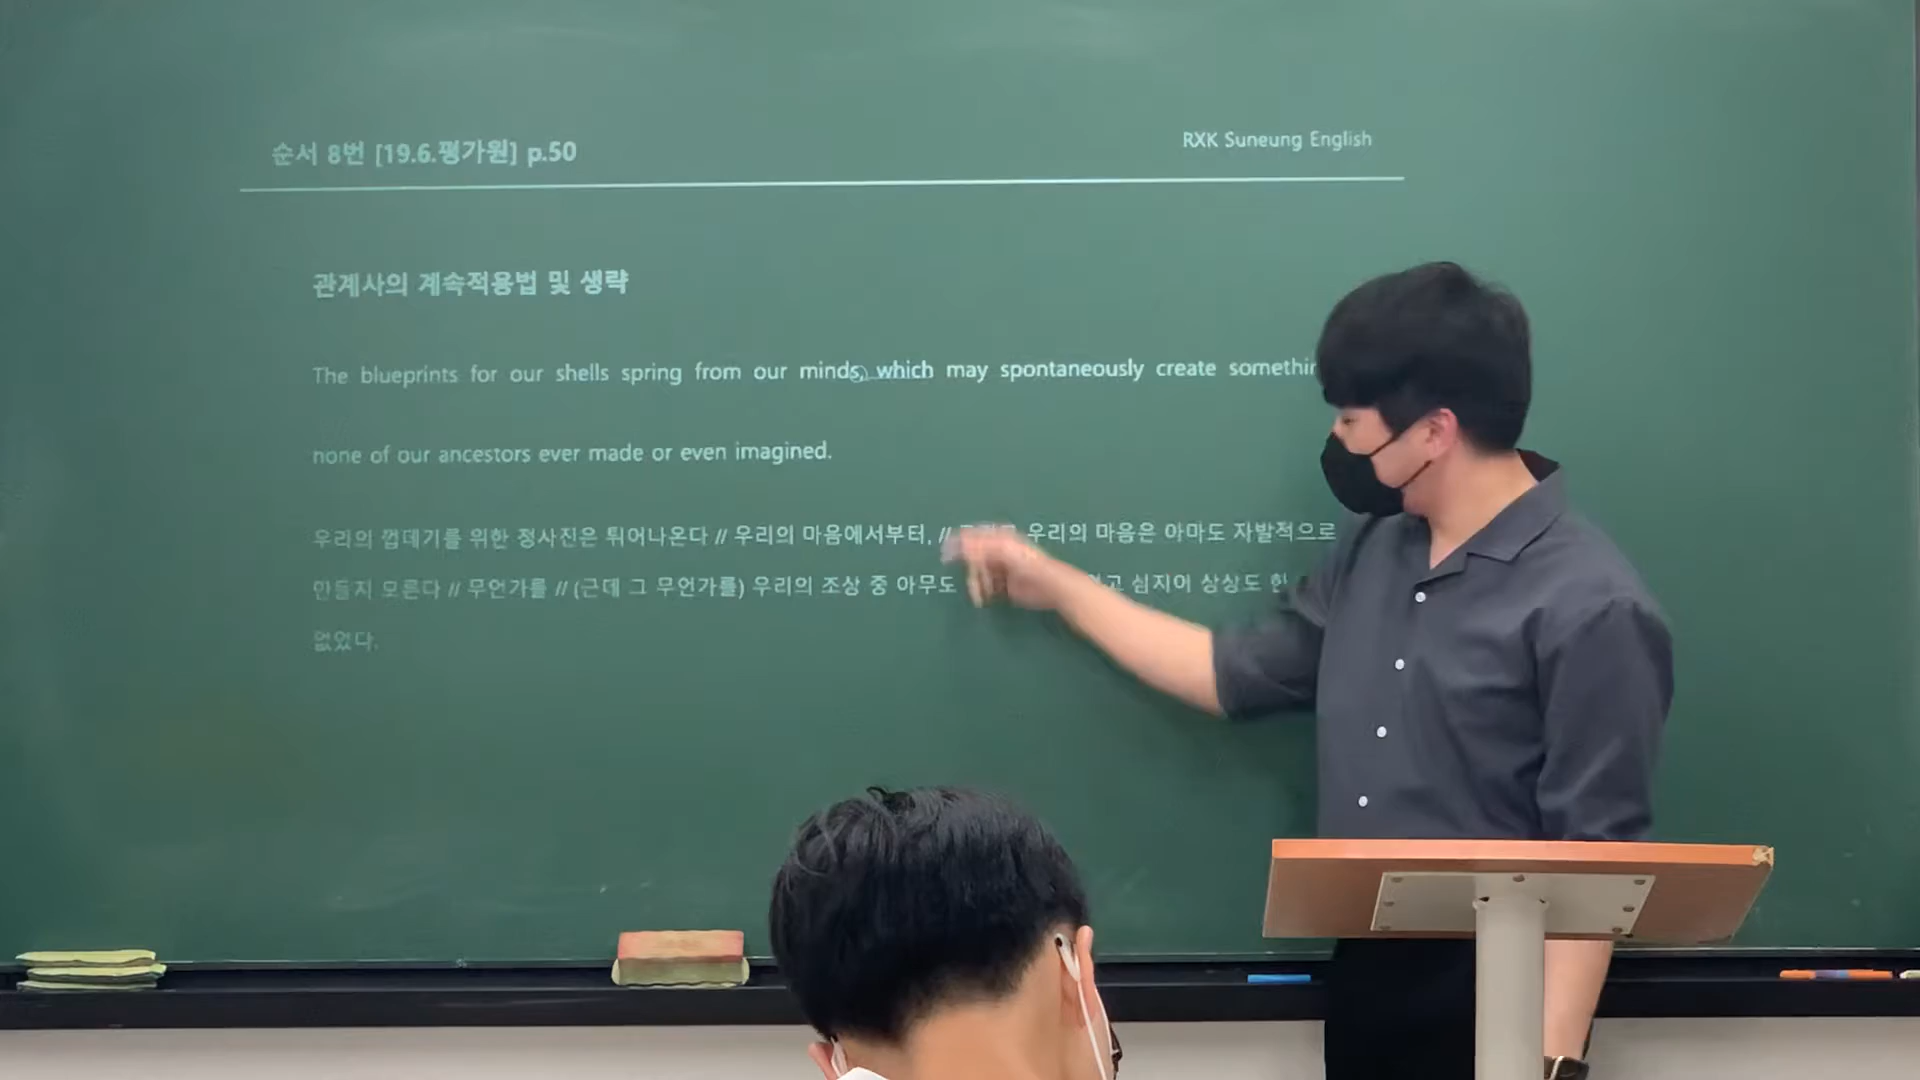 순서 8번 [19.6.평가원] p.50
RXK Suneung English
관계사의 계속적용법 및 생략
The blueprints for our shells spring from our minds, which may spontaneously create
none of our ancestors ever made or even imagined.
우리의 껍데기를 위한 청사진은 튀어나온다 // 우리의 마음에서부터, // 우리의 마음은 아마도 자발적으로
만들지 모른다 // 무언가를 // (근데 그 무언가를) 우리의 조상 중 아무도 심지어 상상도 한
없었다.